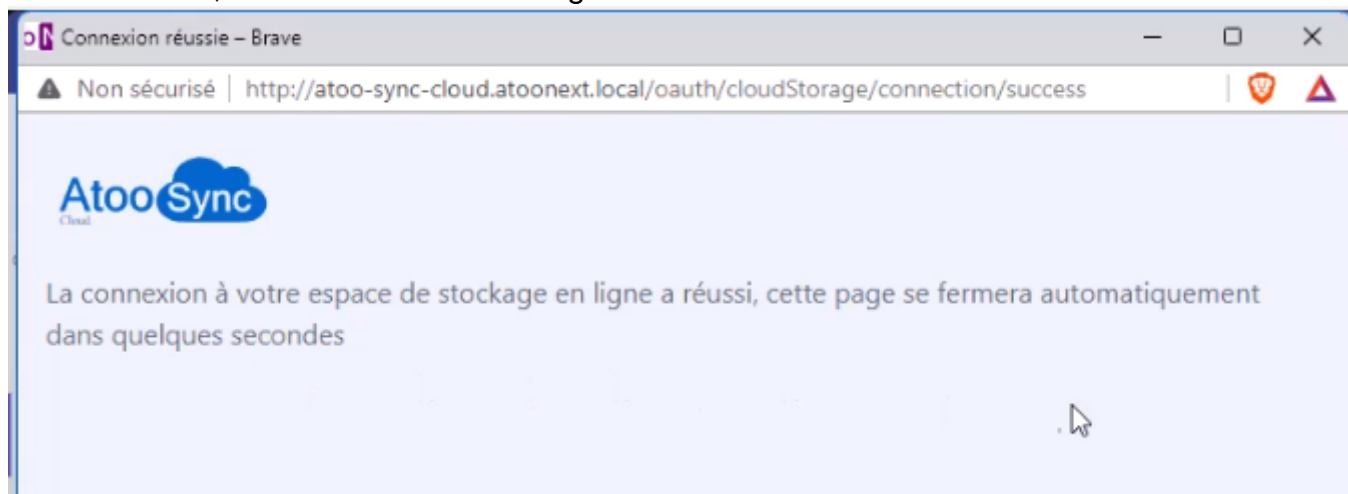 Connexion réussie – Brave
Non sécurisé | http://atoo-sync-cloud.atoonext.local/oauth/cloudStorage/connection/success
Atoo Sync
Cloud
La connexion à votre espace de stockage en ligne a réussi, cette page se fermera automatiquement
dans quelques secondes